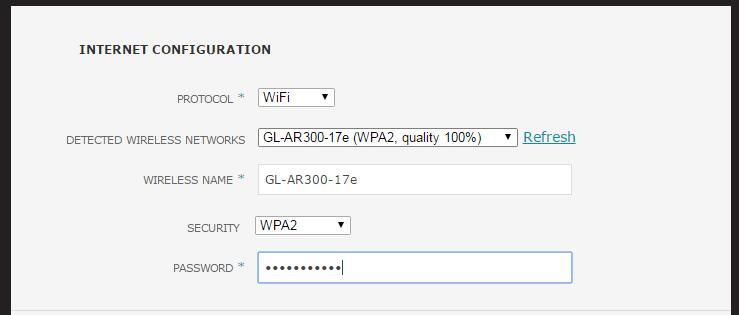 INTERNET CONFIGURATION
PROTOCOL * WiFi
DETECTED WIRELESS NETWORKS GL-AR300-17e (WPA2, quality 100%) Refresh
WIRELESS NAME * GL-AR300-17e
SECURITY WPA2
PASSWORD * •••••••••••